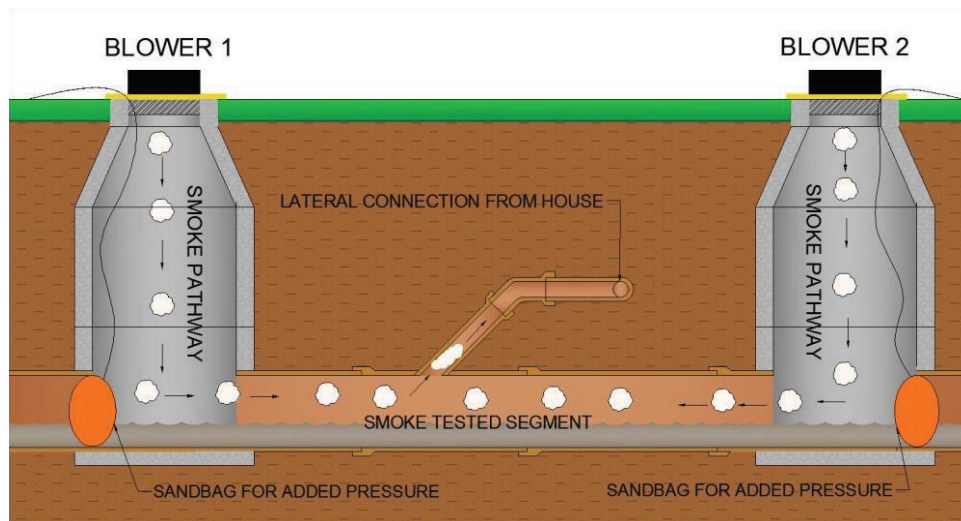 BLOWER 1
BLOWER 2
SMOKE PATHWAY
LATERAL CONNECTION FROM HOUSE
SMOKE PATHWAY
SMOKE TESTED SEGMENT
SANDBAG FOR ADDED PRESSURE
SANDBAG FOR ADDED PRESSURE